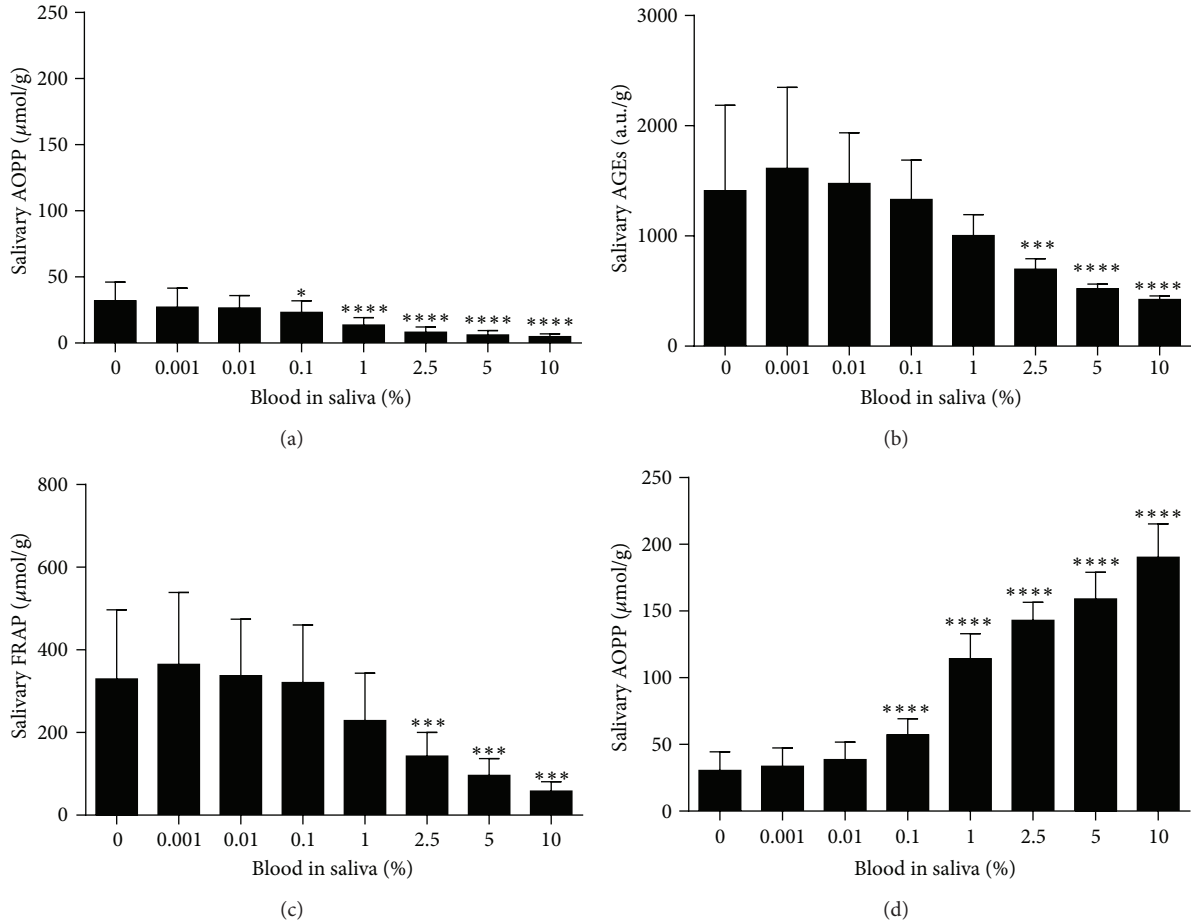 250
200
150
100
50
0
Salivary AOPP (μmol/g)
*
****
****
****
****
0 0.001 0.01 0.1 1 2.5 5 10
Blood in saliva (%)
(a)
3000
2000
1000
0
Salivary AGEs (a.u./g)
***
****
****
0 0.001 0.01 0.1 1 2.5 5 10
Blood in saliva (%)
(b)
800
600
400
200
0
Salivary FRAP (μmol/g)
***
***
***
0 0.001 0.01 0.1 1 2.5 5 10
Blood in saliva (%)
(c)
250
200
150
100
50
0
Salivary AOPP (μmol/g)
****
****
****
****
****
0 0.001 0.01 0.1 1 2.5 5 10
Blood in saliva (%)
(d)